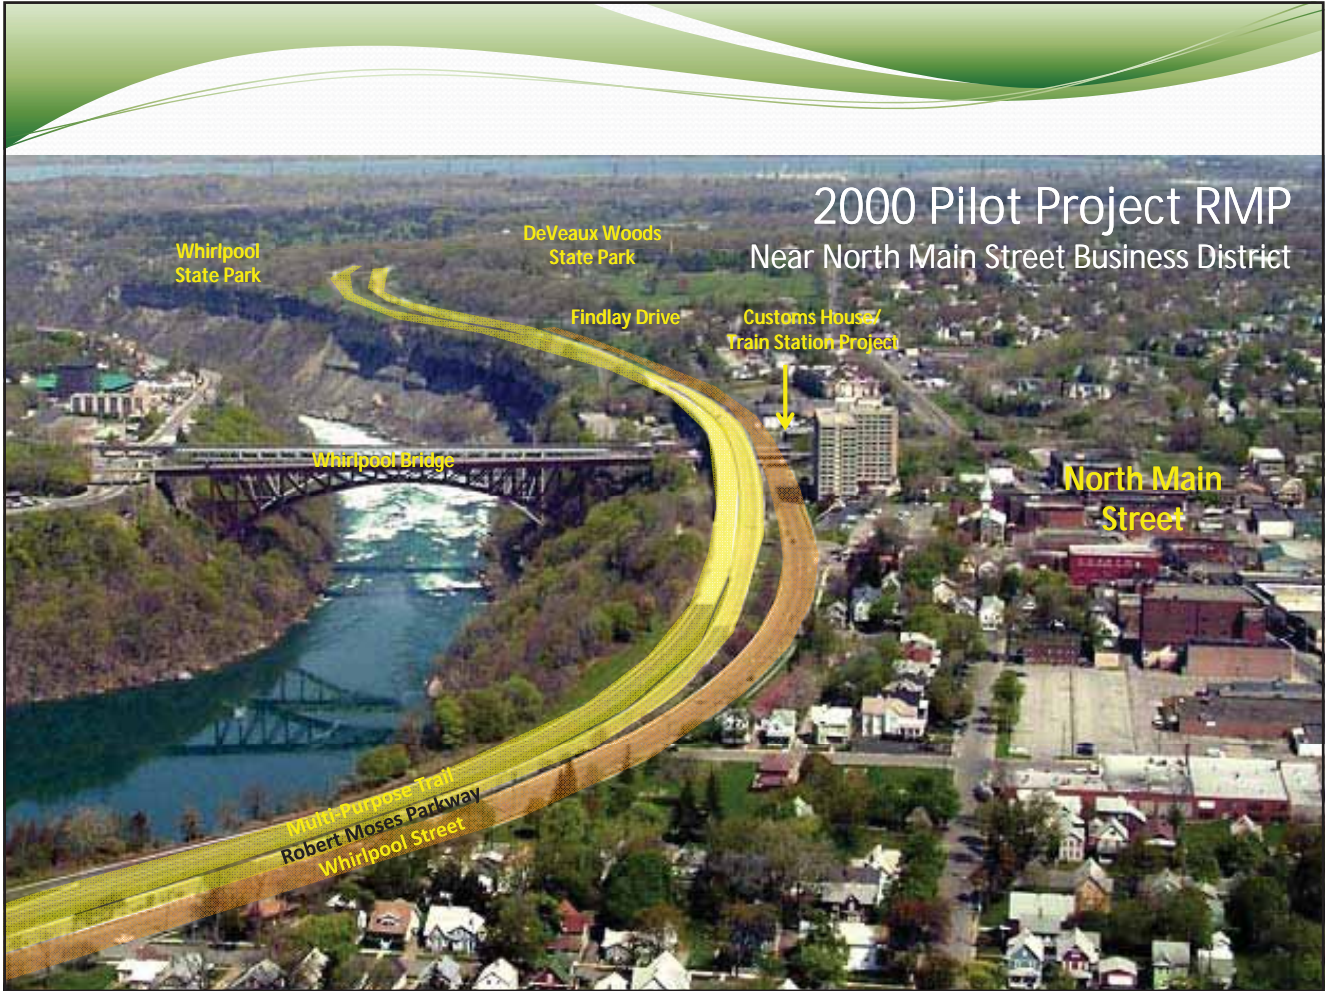 2000 Pilot Project RMP
Near North Main Street Business District
Whirlpool
State Park
DeVeaux Woods
State Park
Findlay Drive
Customs House/
Train Station Project
Whirlpool Bridge
North Main
Street
Multi-Purpose Trail
Robert Moses Parkway
Whirlpool Street